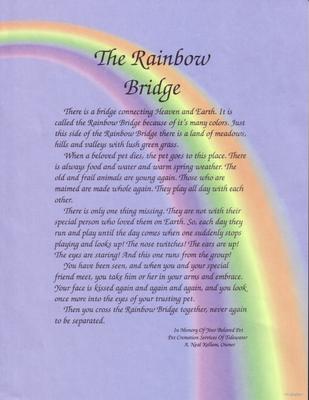 The Rainbow
Bridge
There is a bridge connecting Heaven and Earth. It is
called the Rainbow Bridge because of it's many colors. Just
this side of the Rainbow Bridge there is a land of meadows,
hills and valleys with lush green grass.
When a beloved pet dies, the pet goes to this place. There
is always food and water and warm spring weather. The
old and frail animals are young again. Those who are
maimed are made whole again. They play all day with each
other.
There is only one thing missing. They are not with their
special person who loved them on Earth. So, each day they
run and play until the day comes when one suddenly stops
playing and looks up! The nose twitches! The ears are up!
The eyes are staring! And this one runs from the group!
You have been seen, and when you and your special
friend meet, you take him or her in your arms and embrace.
Your face is kissed again and again and again, and you look
once more into the eyes of your trusting pet.
Then you cross the Rainbow Bridge together, never again
to be separated.
In Memory Of Your Beloved Pet
Pet Cremation Services Of Tidewater
A. Neal Kellum, Owner